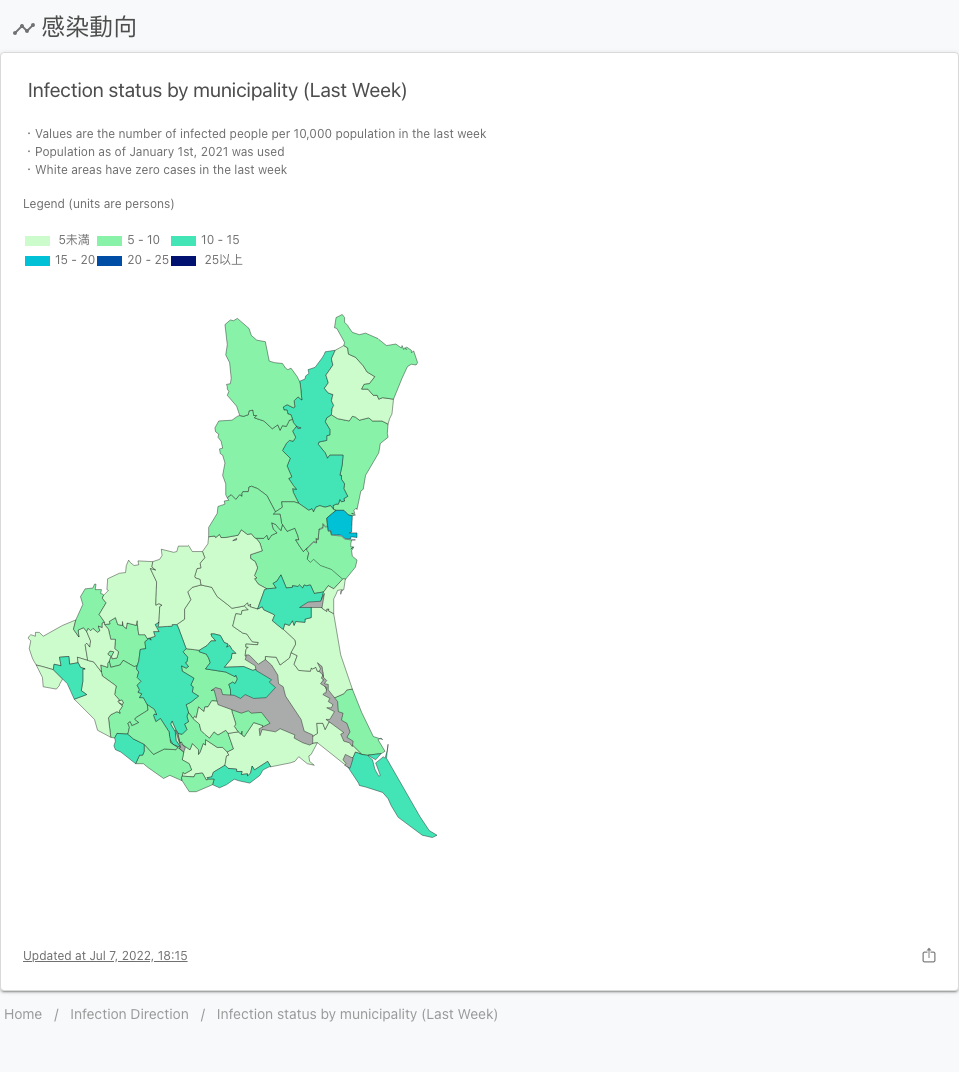 感染動向
Infection status by municipality (Last Week)
・Values are the number of infected people per 10,000 population in the last week
・Population as of January 1st, 2021 was used
・White areas have zero cases in the last week
Legend (units are persons)
5未満 5 - 10 10 - 15
15 - 20 20 - 25 25以上
Updated at Jul 7, 2022, 18:15
Home / Infection Direction / Infection status by municipality (Last Week)